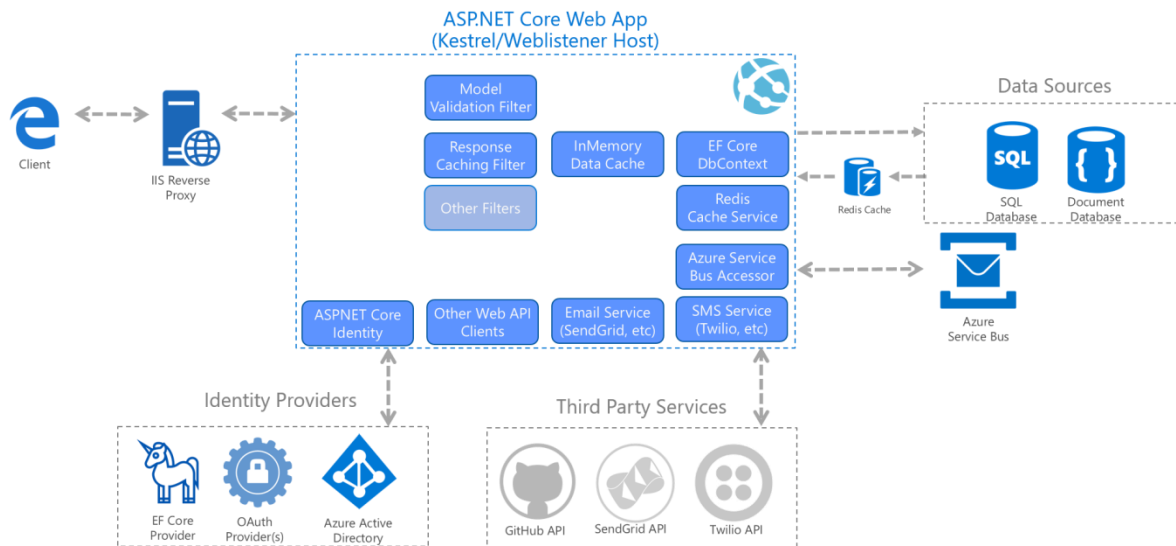 ASP.NET Core Web App
(Kestrel/Weblistener Host)
Model
Validation Filter
Data Sources
Response
Caching Filter
InMemory
Data Cache
EF Core
DbContext
SQL
{ }
Client
IIS Reverse
Proxy
Other Filters
Redis
Cache Service
Redis Cache
SQL
Database
Document
Database
Azure Service
Bus Accessor
ASPNET Core
Identity
Other Web API
Clients
Email Service
(SendGrid, etc)
SMS Service
(Twilio, etc)
Azure
Service Bus
Identity Providers
Third Party Services
EF Core
Provider
OAuth
Provider(s)
Azure Active
Directory
GitHub API
SendGrid API
Twilio API